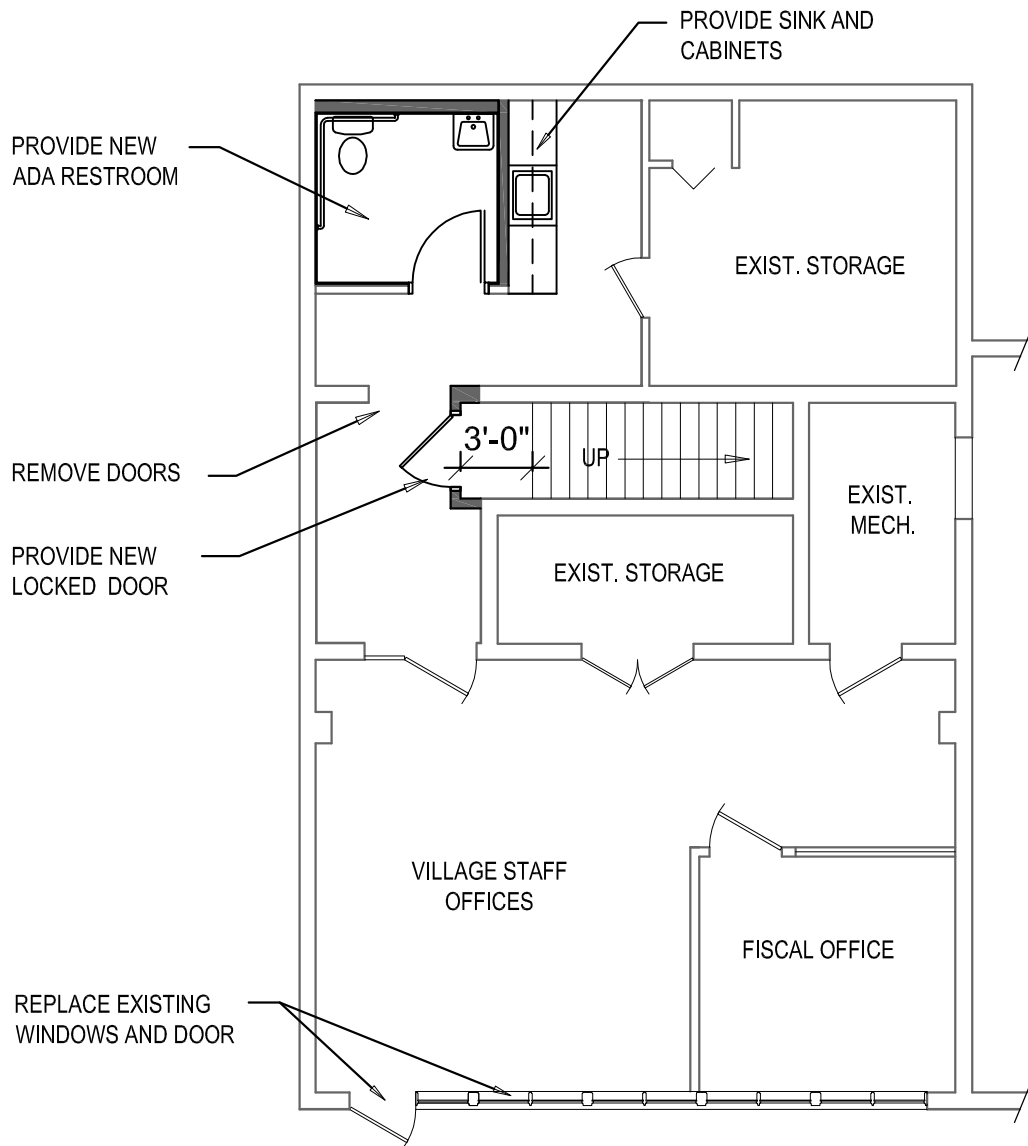 PROVIDE SINK AND
CABINETS
PROVIDE NEW
ADA RESTROOM
EXIST. STORAGE
REMOVE DOORS
3'-0"
UP
EXIST.
MECH.
PROVIDE NEW
LOCKED DOOR
EXIST. STORAGE
VILLAGE STAFF
OFFICES
FISCAL OFFICE
REPLACE EXISTING
WINDOWS AND DOOR